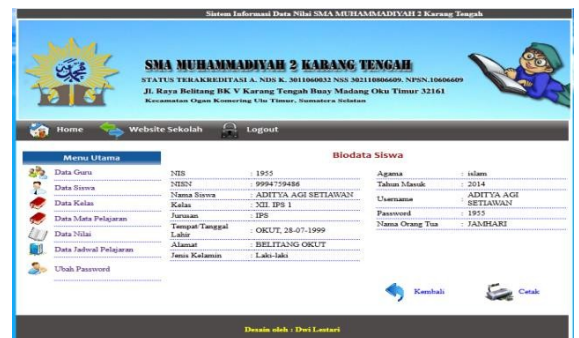 Sistem Informasi Data Nilai SMA MUHAMMADIYAH 2 Karang Tengah
SMA MUHAMMADIYAH 2 KARANG TENGAH
STATUS TERAKREDITASI A. NDS K. 3011060032 NSS 302110806609. NPSN.10606609
Jl. Raya Belitang BK V Karang Tengah Buay Madang Oku Timur 32161
Kecamatan Ogan Komering Ulu Timur, Sumatera Selatan
Home Website Sekolah Logout
Menu Utama
Data Guru
Data Siswa
Data Kelas
Data Mata Pelajaran
Data Nilai
Data Jadwal Pelajaran
Ubah Password
Biodata Siswa
NIS : 1955
NISN : 9994759486
Nama Siswa : ADITYA AGI SETIAWAN
Kelas : XII. IPS 1
Jurusan : IPS
Tempat/Tanggal
Lahir : OKUT, 28-07-1999
Alamat : BELITANG OKUT
Jenis Kelamin : Laki-laki
Agama : islam
Tahun Masuk : 2014
Username : ADITYA AGI
SETIAWAN
Password : 1955
Nama Orang Tua : JAMHARI
Kembali Cetak
Desain oleh : Dwi Lestari